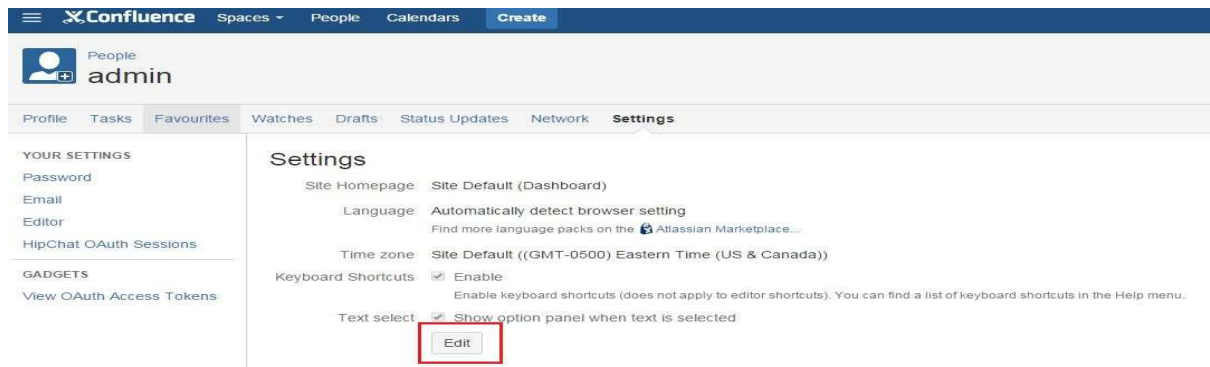 Confluence Spaces People Calendars Create
People
admin
Profile Tasks Favourites Watches Drafts Status Updates Network Settings
YOUR SETTINGS
Password
Email
Editor
HipChat OAuth Sessions
GADGETS
View OAuth Access Tokens
Settings
Site Homepage Site Default (Dashboard)
Language Automatically detect browser setting
Find more language packs on the Atlassian Marketplace...
Time zone Site Default ((GMT-0500) Eastern Time (US & Canada))
Keyboard Shortcuts Enable
Enable keyboard shortcuts (does not apply to editor shortcuts). You can find a list of keyboard shortcuts in the Help menu.
Text select Show option panel when text is selected
Edit